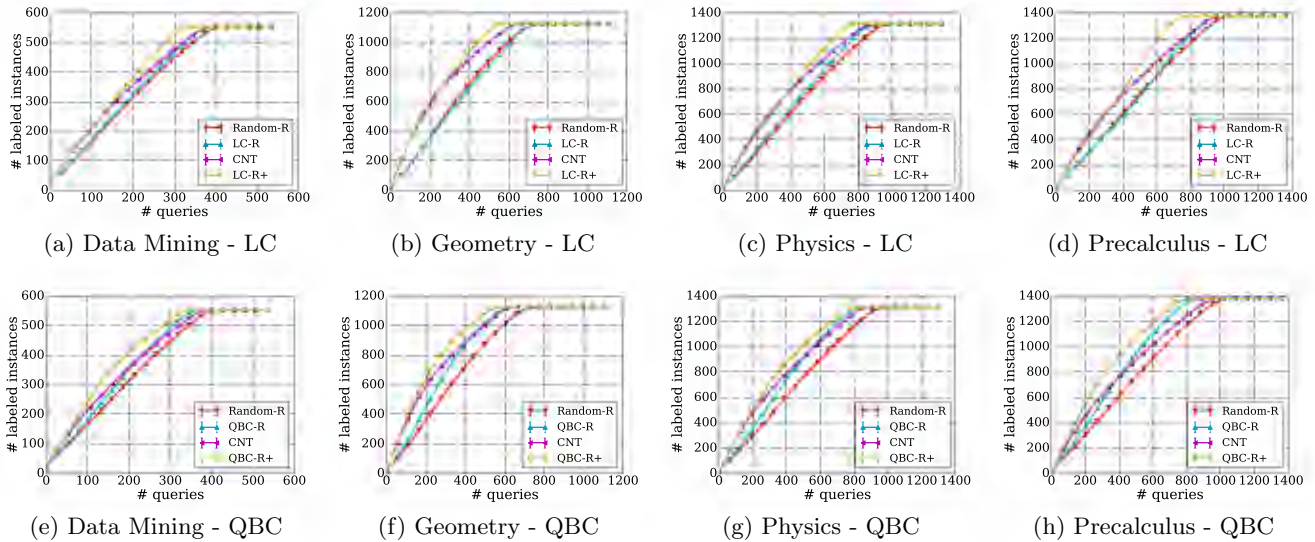 600
500
400
300
200
100
0
# labeled instances
Random-R
LC-R
CNT
LC-R+
0 100 200 300 400 500 600
# queries
(a) Data Mining - LC
1200
1000
800
600
400
200
0
# labeled instances
Random-R
LC-R
CNT
LC-R+
0 200 400 600 800 1000 1200
# queries
(b) Geometry - LC
1400
1200
1000
800
600
400
200
0
# labeled instances
Random-R
LC-R
CNT
LC-R+
0 200 400 600 800 1000 1200 1400
# queries
(c) Physics - LC
1400
1200
1000
800
600
400
200
0
# labeled instances
Random-R
LC-R
CNT
LC-R+
0 200 400 600 800 1000 1200 1400
# queries
(d) Precalculus - LC
600
500
400
300
200
100
0
# labeled instances
Random-R
QBC-R
CNT
QBC-R+
0 100 200 300 400 500 600
# queries
(e) Data Mining - QBC
1200
1000
800
600
400
200
0
# labeled instances
Random-R
QBC-R
CNT
QBC-R+
0 200 400 600 800 1000 1200
# queries
(f) Geometry - QBC
1400
1200
1000
800
600
400
200
0
# labeled instances
Random-R
QBC-R
CNT
QBC-R+
0 200 400 600 800 1000 1200 1400
# queries
(g) Physics - QBC
1400
1200
1000
800
600
400
200
0
# labeled instances
Random-R
QBC-R
CNT
QBC-R+
0 200 400 600 800 1000 1200 1400
# queries
(h) Precalculus - QBC